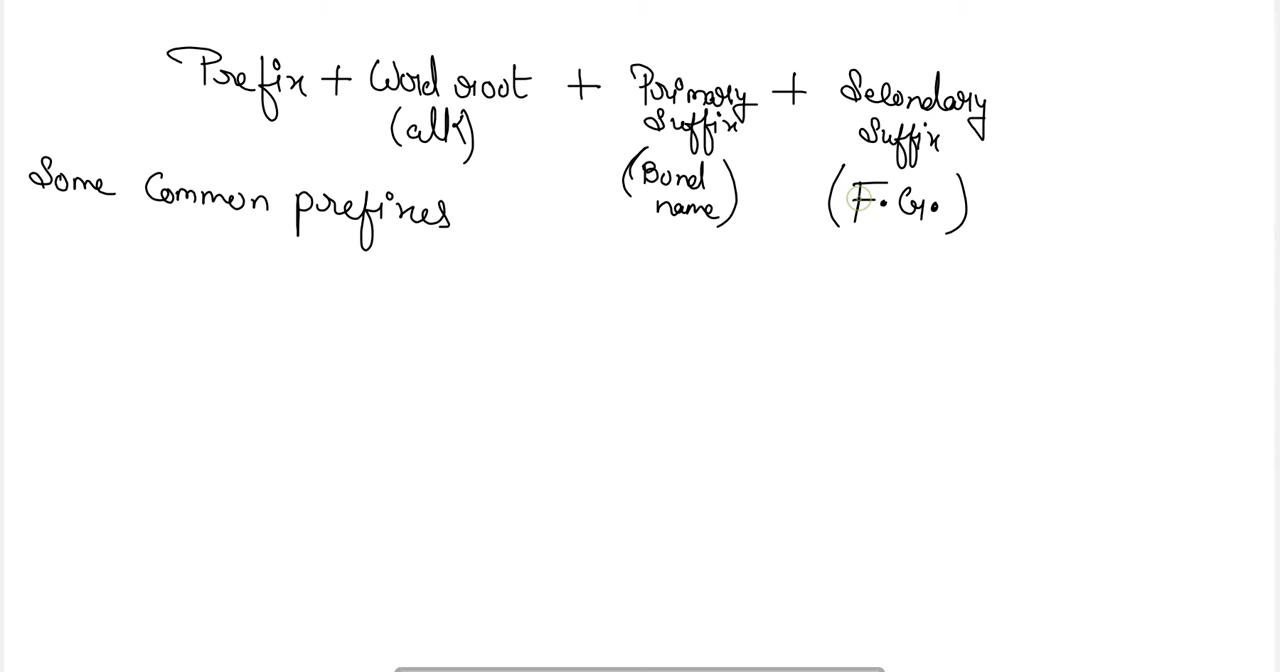 Prefix + Word root + Primary Suffix + Secondary Suffix
(alk) (Bond name) (F.G.)
Some Common prefixes